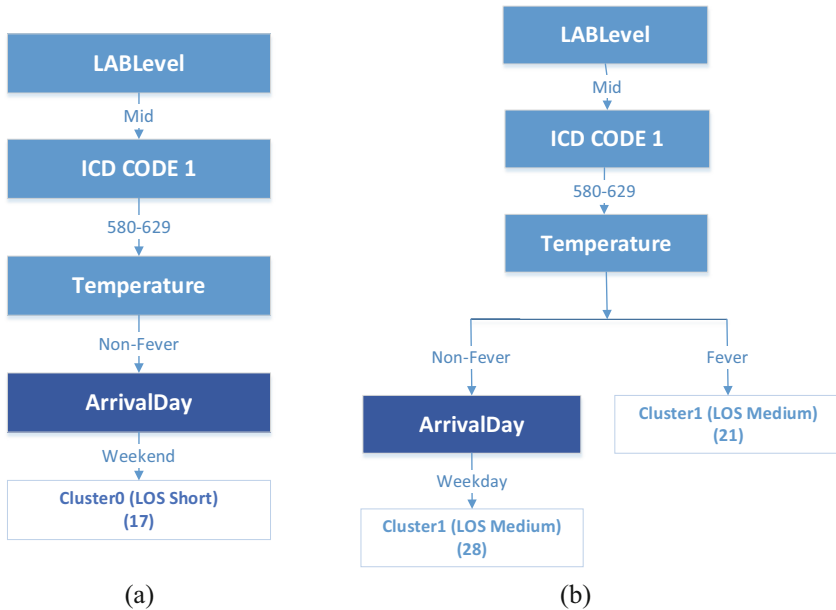 LABLevel
Mid
ICD CODE 1
580-629
Temperature
Non-Fever
ArrivalDay
Weekend
Cluster0 (LOS Short)
(17)
(a)
LABLevel
Mid
ICD CODE 1
580-629
Temperature
Non-Fever
Fever
ArrivalDay
Cluster1 (LOS Medium)
(21)
Weekday
Cluster1 (LOS Medium)
(28)
(b)